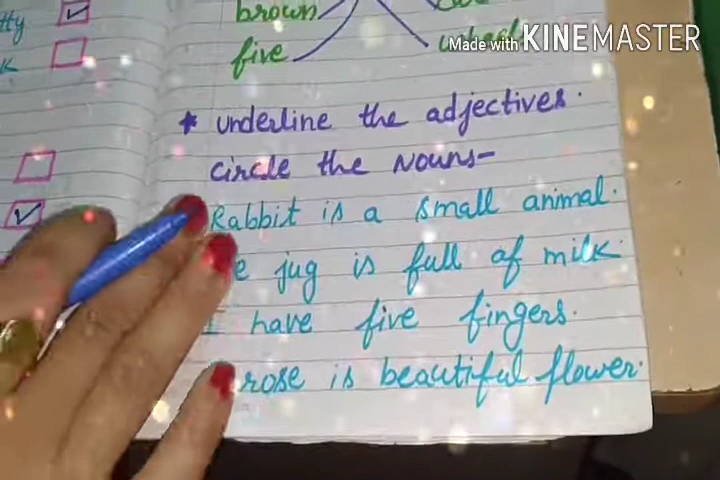 brown
five
Made with KINEMASTER
* underline the adjectives.
circle the Nouns-
Rabbit is a small animal.
jug is full of milk.
I have five fingers.
rose is beautiful flower.